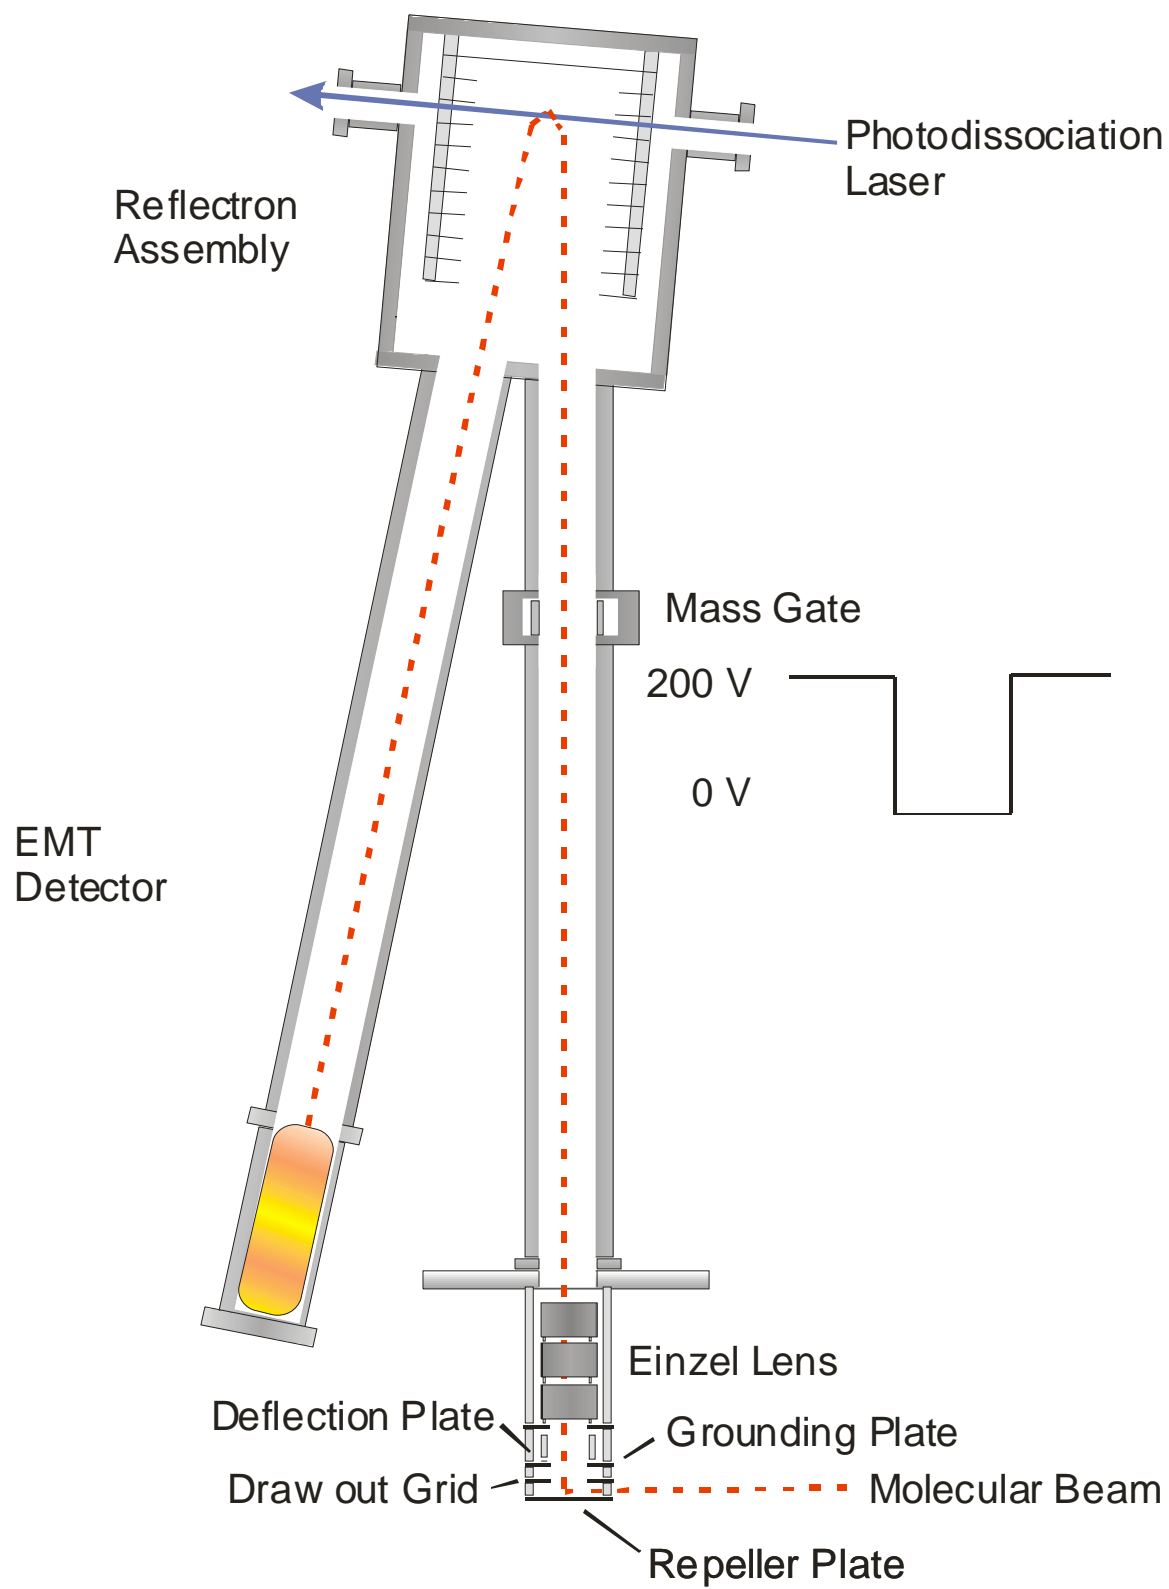 Photodissociation
Laser
Reflectron
Assembly
Mass Gate
200 V
0 V
EMT
Detector
Einzel Lens
Deflection Plate
Grounding Plate
Draw out Grid
Molecular Beam
Repeller Plate